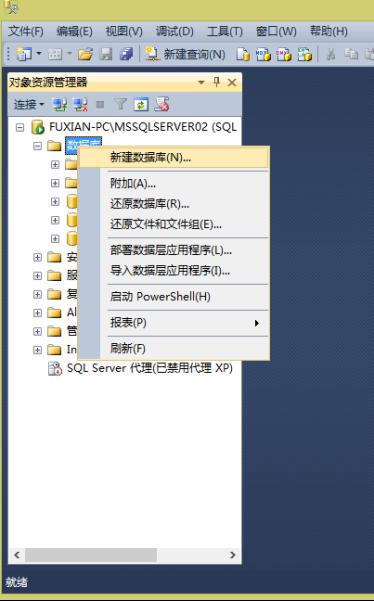 文件(F) 编辑(E) 视图(V) 调试(D) 工具(T) 窗口(W) 帮助(H)
新建查询(N)
对象资源管理器
连接
FUXIAN-PC\MSSQLSERVER02 (SQL
数据库
新建数据库(N)...
附加(A)...
还原数据库(R)...
还原文件和文件组(E)...
安
部署数据层应用程序(L)...
服
导入数据层应用程序(I)...
复
启动 PowerShell(H)
Al
报表(P)
管
In
刷新(F)
SQL Server 代理(已禁用代理 XP)
就绪